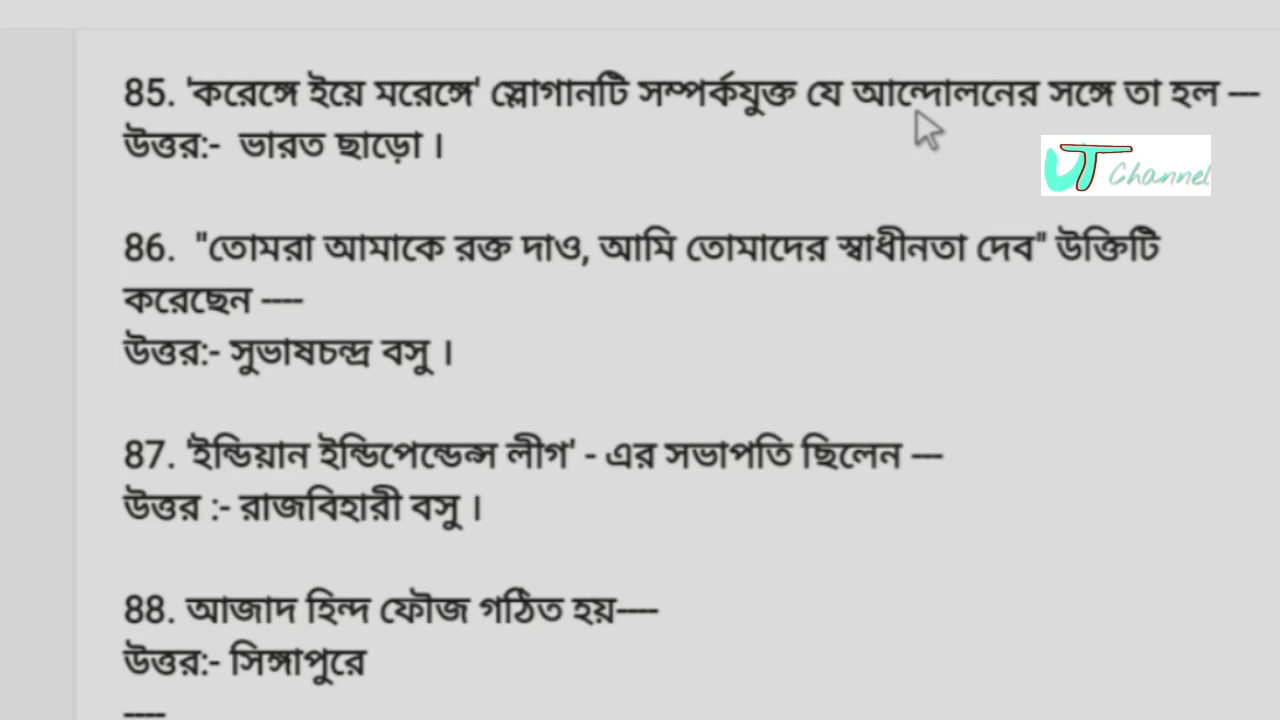 85. 'করেঙ্গে ইয়ে মরেঙ্গে' স্লোগানটি সম্পর্কযুক্ত যে আন্দোলনের সঙ্গে তা হল ---
উত্তর:- ভারত ছাড়ো।
UT Channel
86. "তোমরা আমাকে রক্ত দাও, আমি তোমাদের স্বাধীনতা দেব" উক্তিটি
করেছেন ----
উত্তর:- সুভাষচন্দ্র বসু।
87. 'ইন্ডিয়ান ইন্ডিপেন্ডেন্স লীগ' - এর সভাপতি ছিলেন ---
উত্তর :- রাজবিহারী বসু।
88. আজাদ হিন্দ ফৌজ গঠিত হয়----
উত্তর:- সিঙ্গাপুরে
----